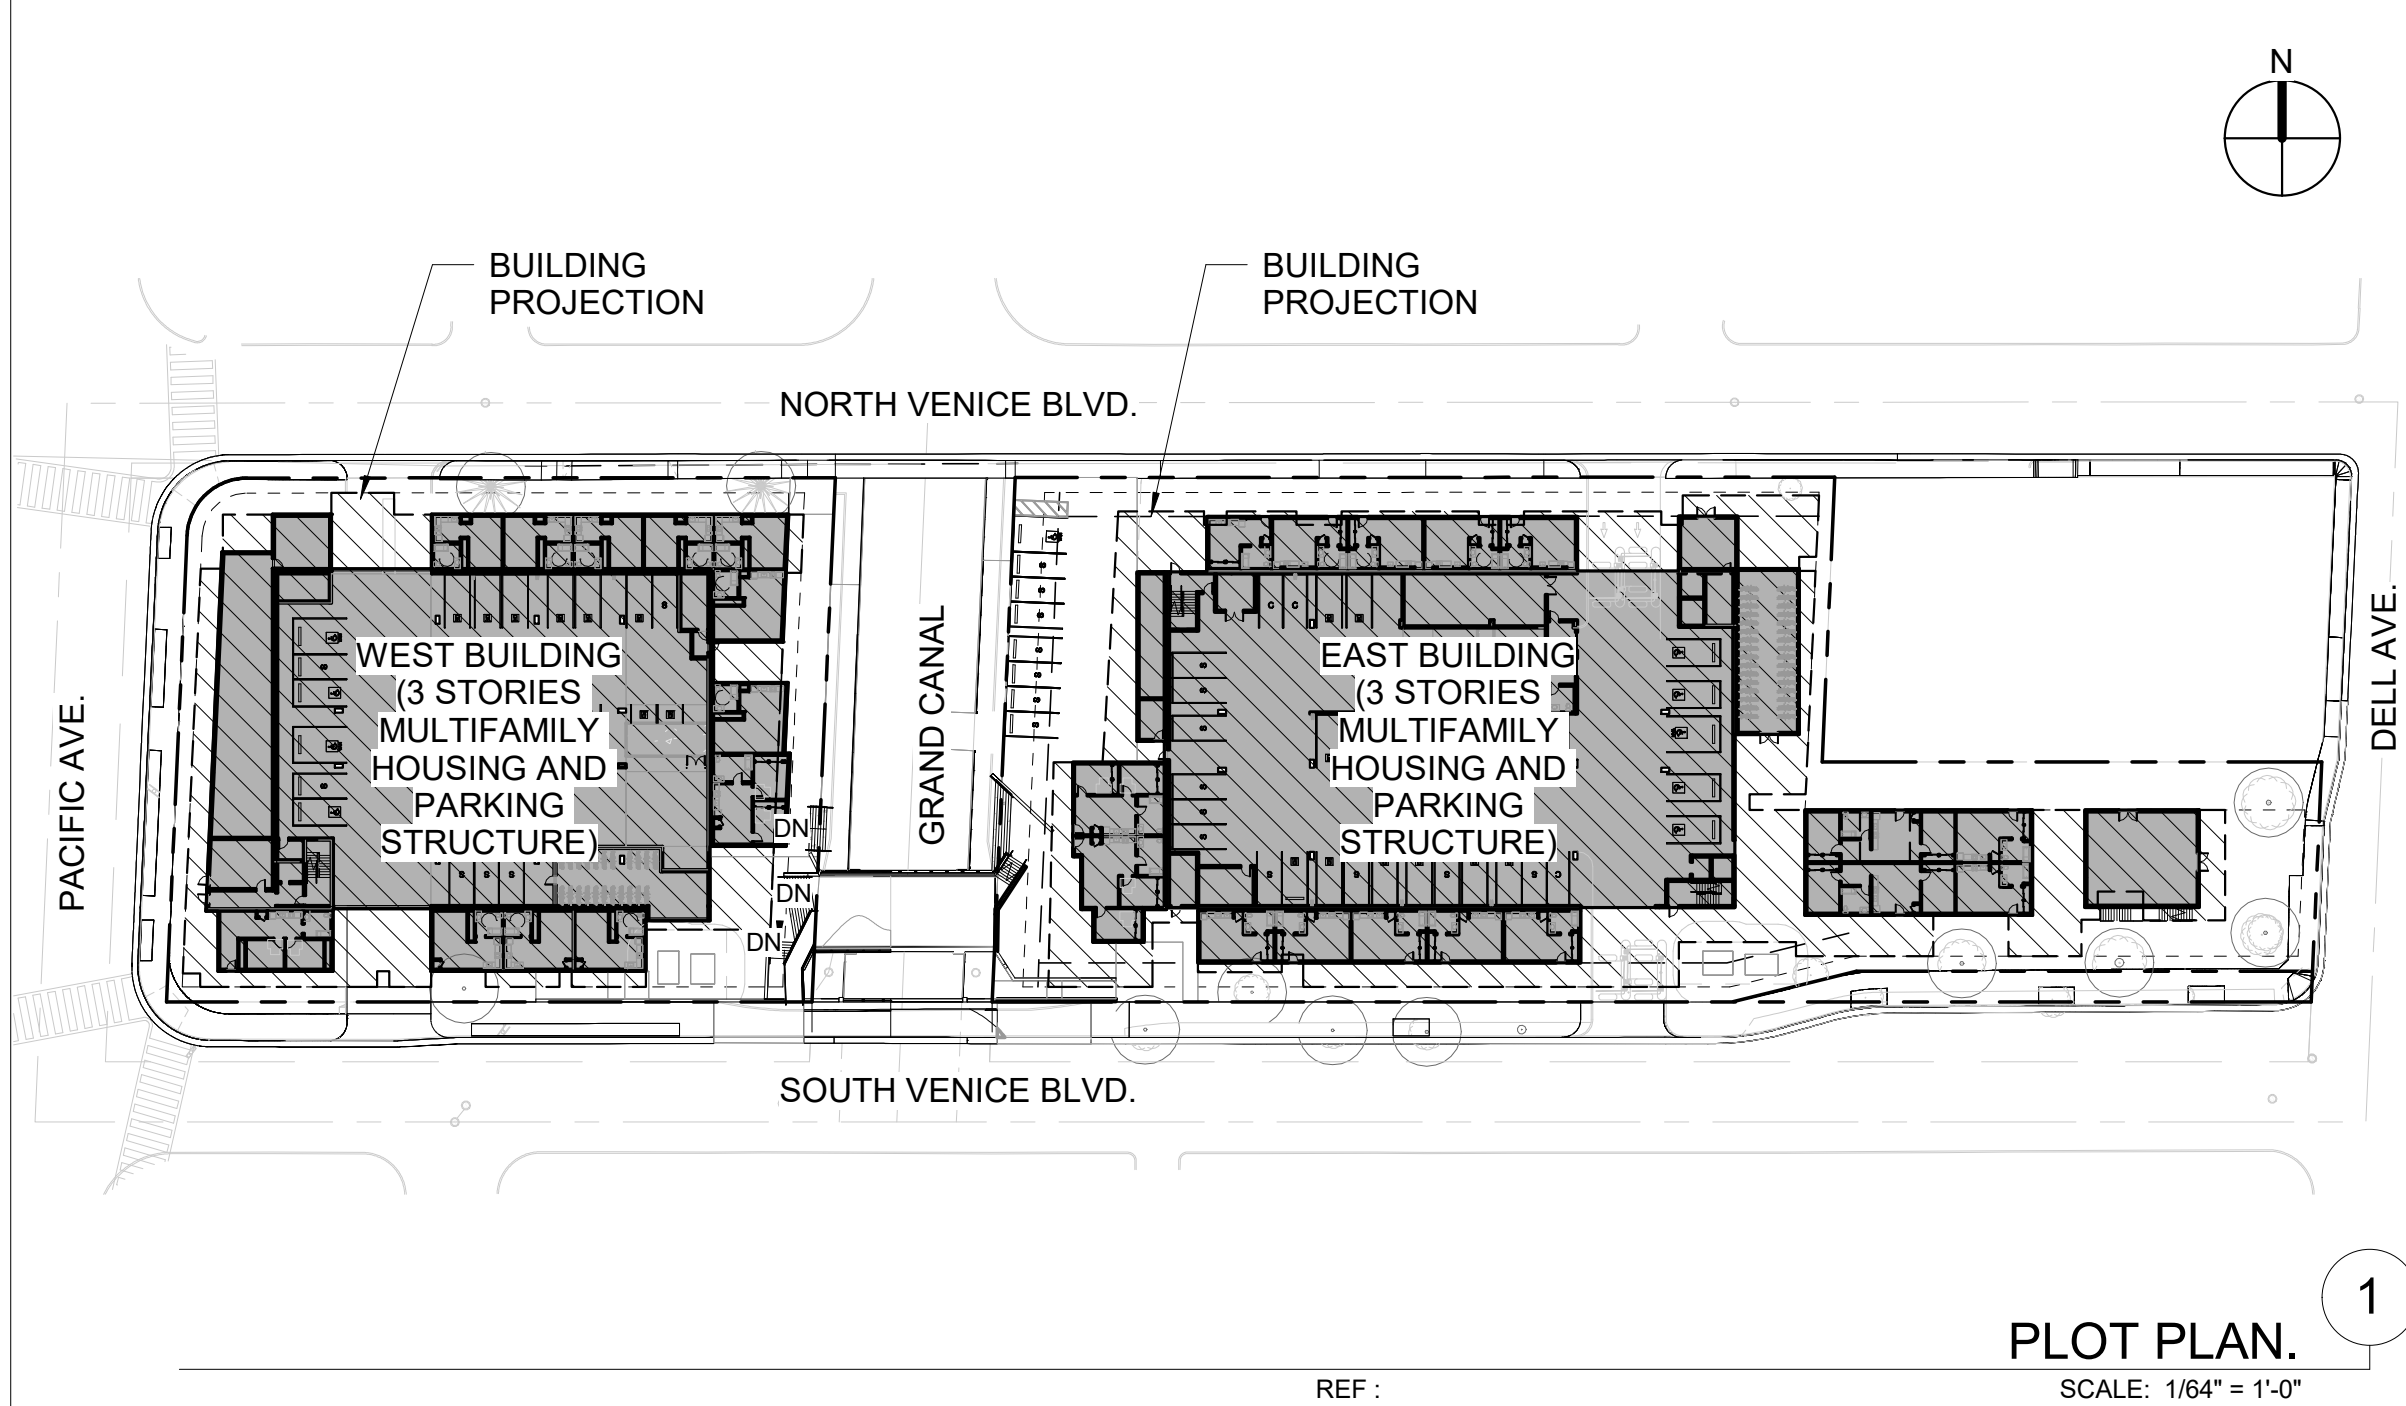 N
BUILDING
PROJECTION
BUILDING
PROJECTION
NORTH VENICE BLVD.
WEST BUILDING
(3 STORIES
MULTIFAMILY
HOUSING AND
PARKING
STRUCTURE)
GRAND CANAL
EAST BUILDING
(3 STORIES
MULTIFAMILY
HOUSING AND
PARKING
STRUCTURE)
PACIFIC AVE.
DELL AVE.
DN
DN
DN
SOUTH VENICE BLVD.
1
PLOT PLAN.
REF :
SCALE: 1/64" = 1'-0"